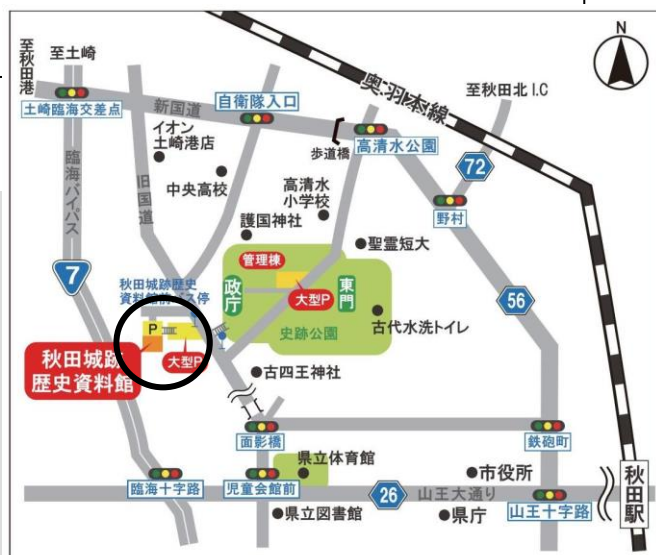 至秋田港
至土崎
N
奥羽本線
至秋田北I.C
土崎臨海交差点
新国道
自衛隊入口
イオン
土崎港店
歩道橋
高清水公園
72
中央高校
高清水
小学校
野村
臨海バイパス
旧国道
護国神社
聖霊短大
管理棟
7
秋田城跡歴史
資料館前バス停
政庁
大型P
東門
56
史跡公園
古代水洗トイレ
P
大型P
秋田城跡
歴史資料館
古四王神社
面影橋
鉄砲町
県立体育館
市役所
秋田駅
臨海十字路
児童会館前
26
山王大通り
山王十字路
県立図書館
県庁